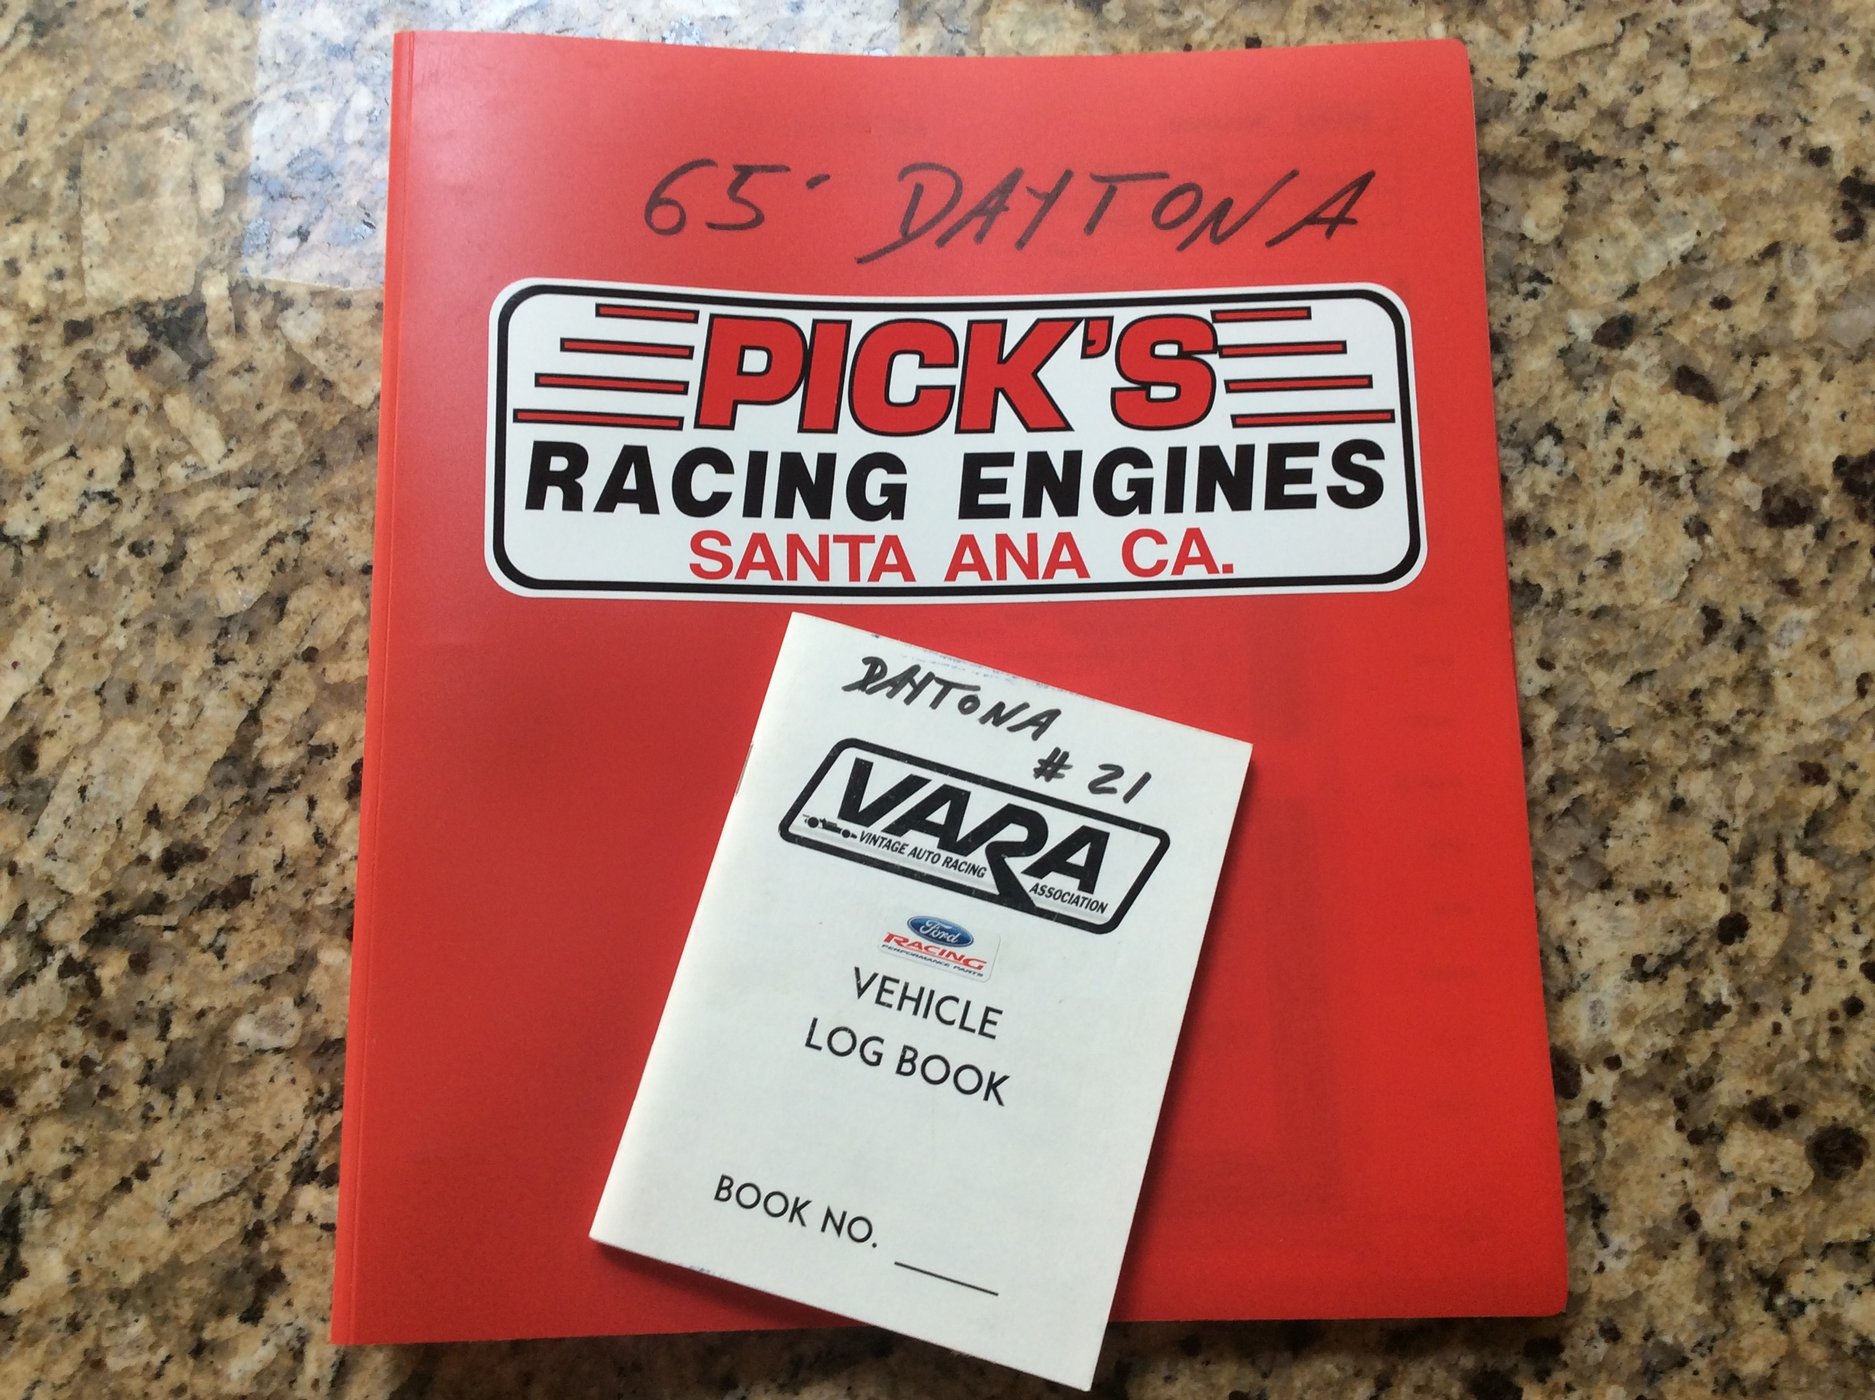 65' DAYTONA
PICK'S
RACING ENGINES
SANTA ANA CA.
DAYTONA
# 21
VARA
VINTAGE AUTO RACING ASSOCIATION
Ford
RACING
PERFORMANCE PARTS
VEHICLE
LOG BOOK
BOOK NO. ____